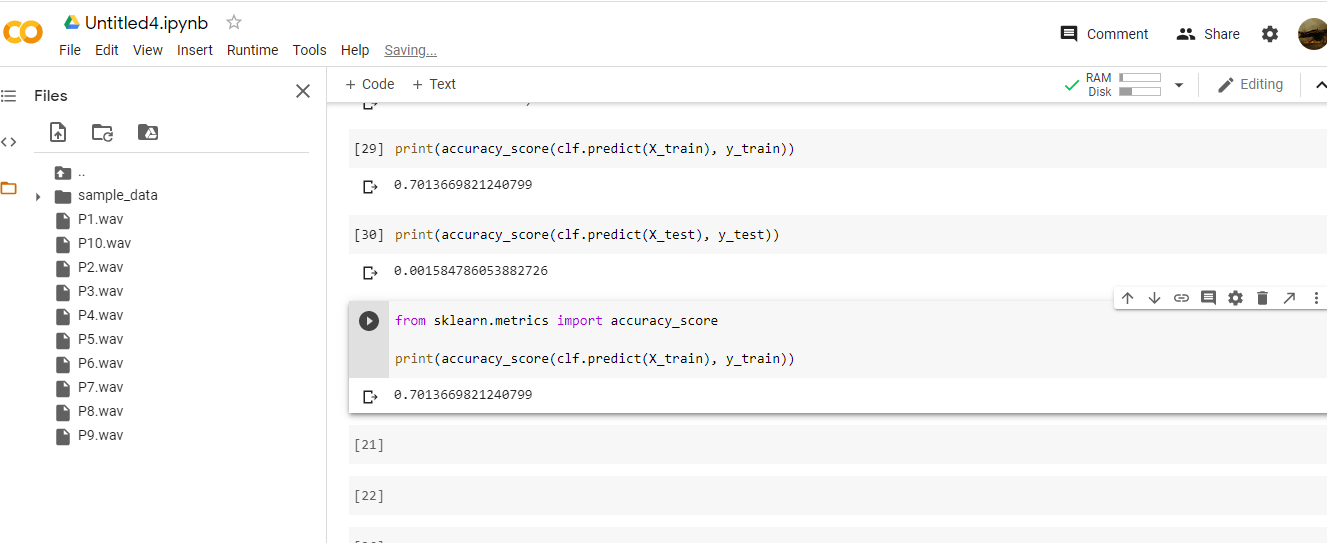 Untitled4.ipynb
File Edit View Insert Runtime Tools Help Saving...
Comment Share
Files
+ Code + Text
RAM
Disk
Editing
..
sample_data
P1.wav
P10.wav
P2.wav
P3.wav
P4.wav
P5.wav
P6.wav
P7.wav
P8.wav
P9.wav
[29] print(accuracy_score(clf.predict(X_train), y_train))
0.7013669821240799
[30] print(accuracy_score(clf.predict(X_test), y_test))
0.001584786053882726
from sklearn.metrics import accuracy_score
print(accuracy_score(clf.predict(X_train), y_train))
0.7013669821240799
[21]
[22]